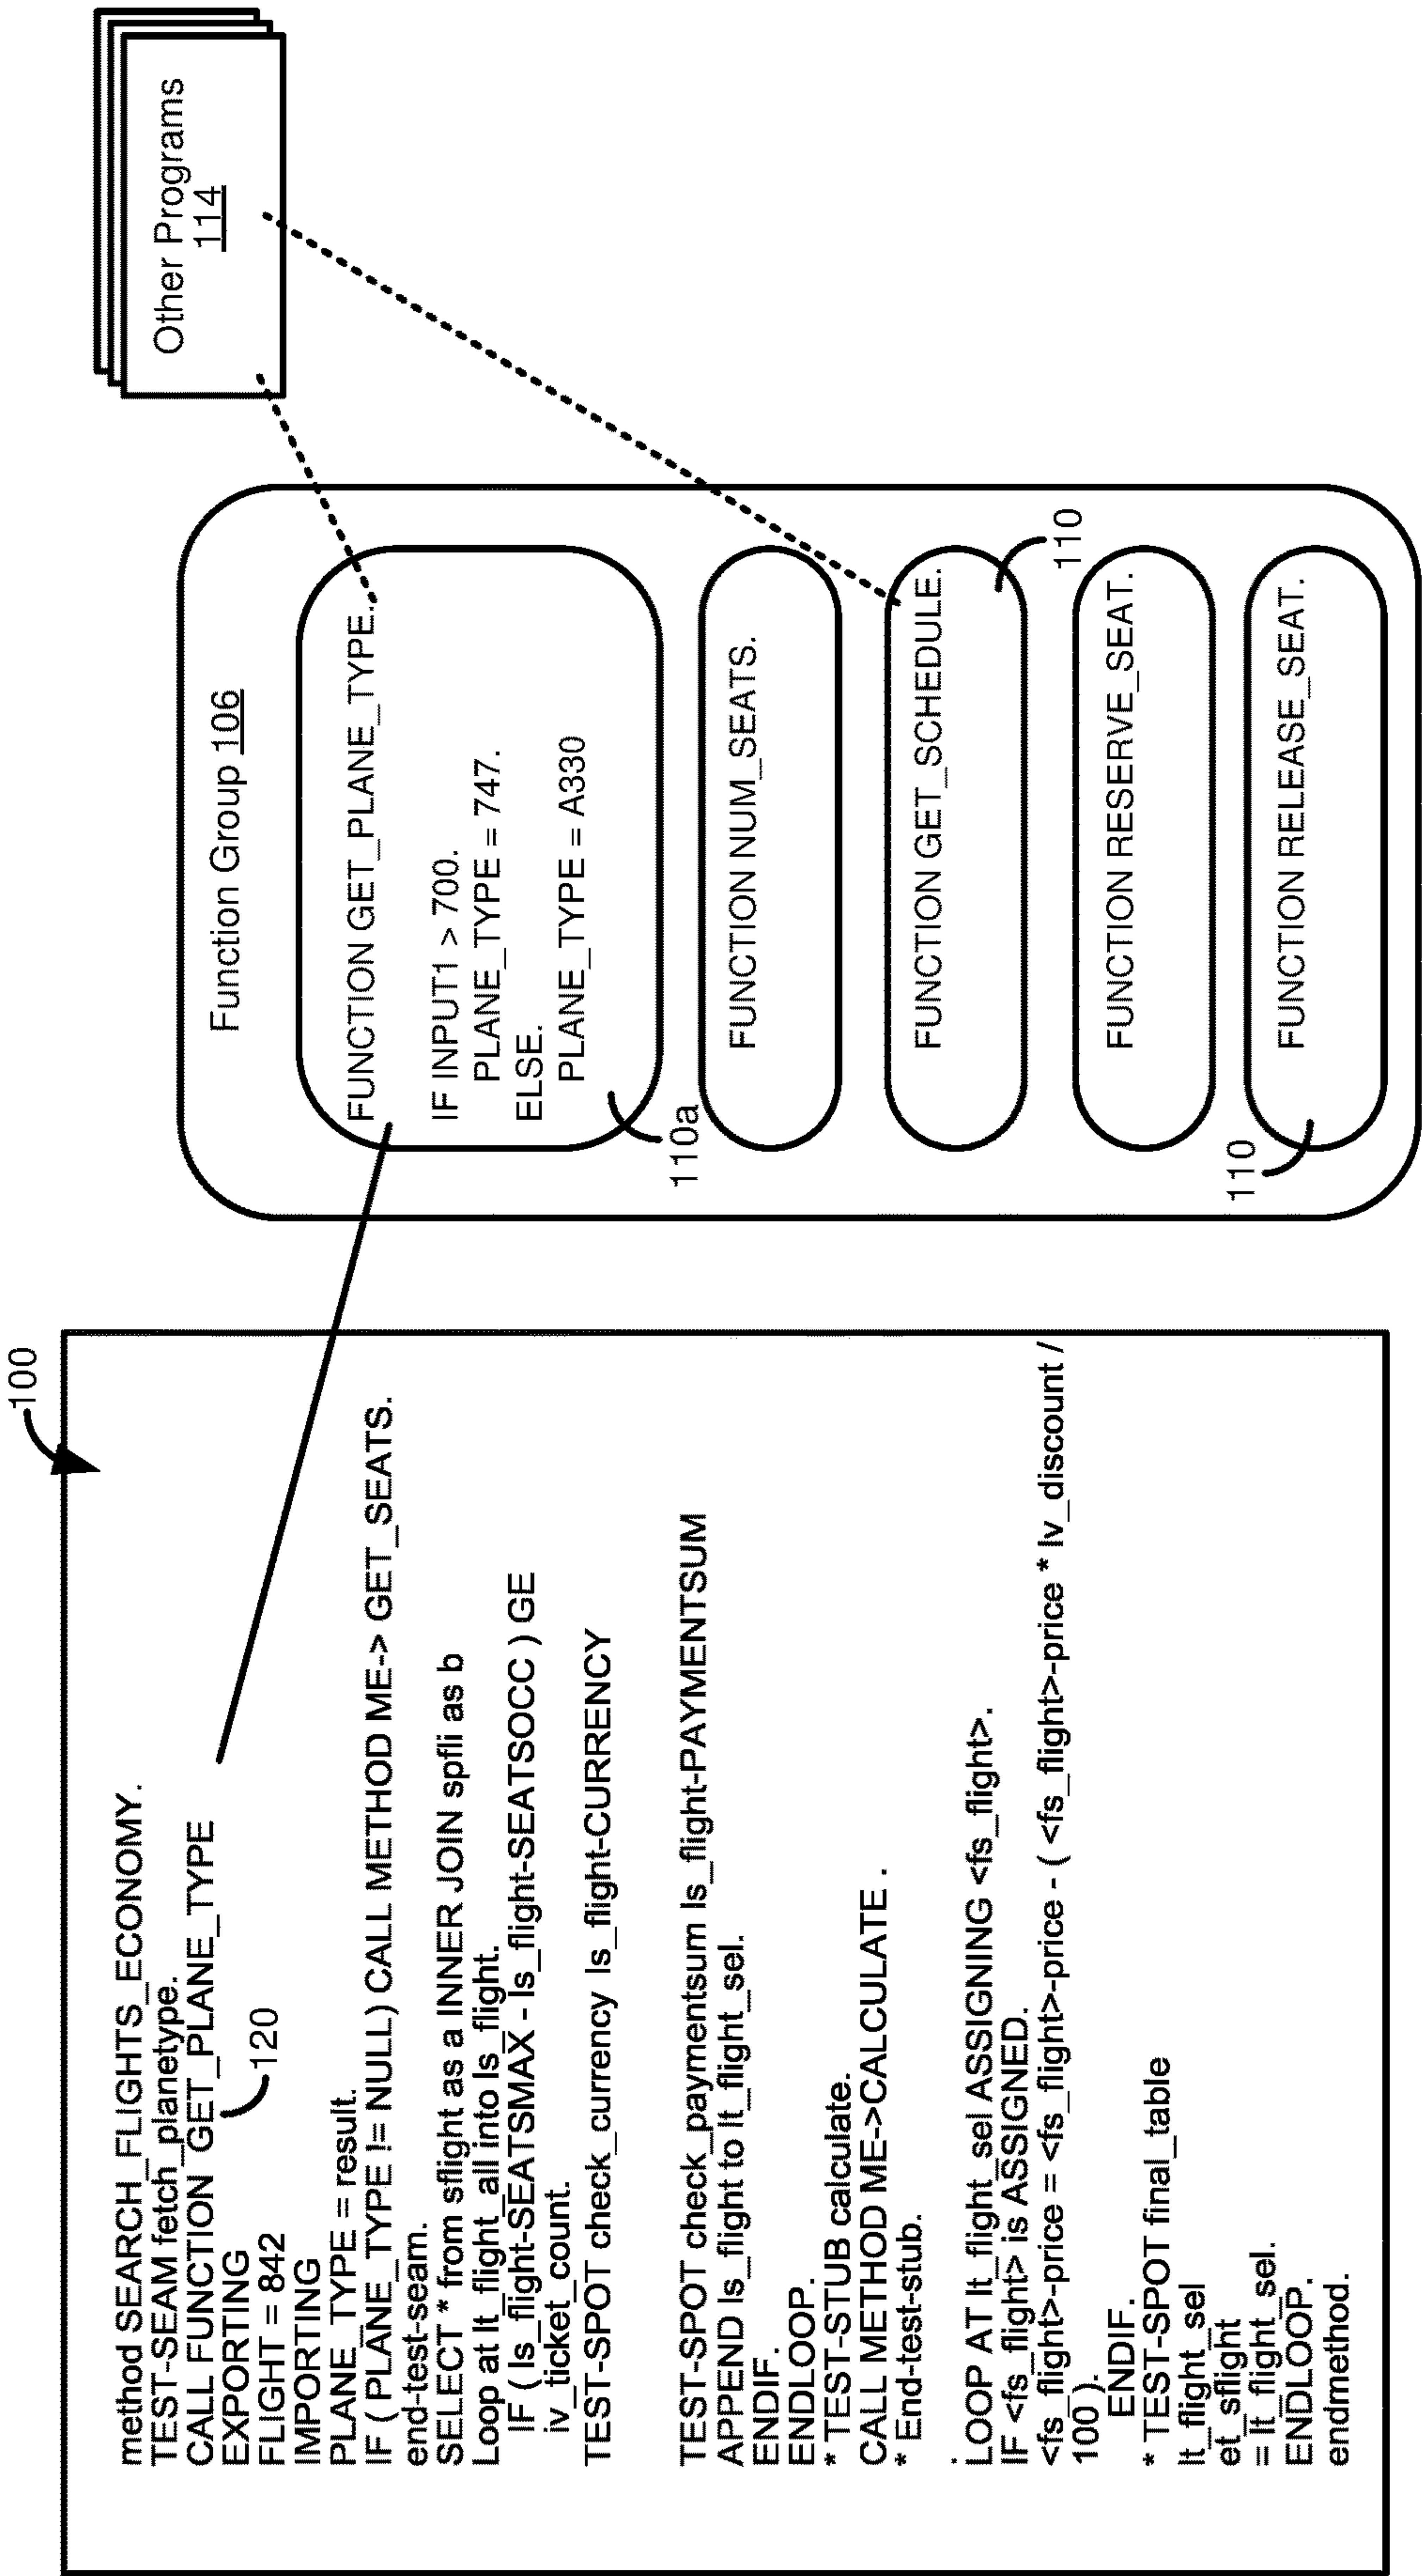 100
method SEARCH_FLIGHTS_ECONOMY.
TEST-SEAM fetch_planetype.
CALL FUNCTION GET_PLANE_TYPE
EXPORTING
120
FLIGHT = 842
IMPORTING
PLANE_TYPE = result.
IF ( PLANE_TYPE != NULL) CALL METHOD ME-> GET_SEATS.
end-test-seam.
SELECT * from sflight as a INNER JOIN spfli as b
Loop at lt_flight_all into ls_flight.
IF ( ls_flight-SEATSMAX - ls_flight-SEATSOCC ) GE
iv_ticket_count.
TEST-SPOT check_currency ls_flight-CURRENCY
TEST-SPOT check_paymentsum ls_flight-PAYMENTSUM
APPEND ls_flight to lt_flight_sel.
ENDIF.
ENDLOOP.
* TEST-STUB calculate.
CALL METHOD ME->CALCULATE .
* End-test-stub.
.
LOOP AT lt_flight_sel ASSIGNING <fs_flight>.
IF <fs_flight> is ASSIGNED.
<fs_flight>-price = <fs_flight>-price - ( <fs_flight>-price * lv_discount /
100 ).
ENDIF.
* TEST-SPOT final_table
lt_flight_sel
et_sflight
= lt_flight_sel.
ENDLOOP.
endmethod.
Function Group 106
FUNCTION GET_PLANE_TYPE.
IF INPUT1 > 700.
PLANE_TYPE = 747.
ELSE.
PLANE_TYPE = A330
110a
FUNCTION NUM_SEATS.
FUNCTION GET_SCHEDULE.
110
FUNCTION RESERVE_SEAT.
FUNCTION RELEASE_SEAT.
110
Other Programs
114